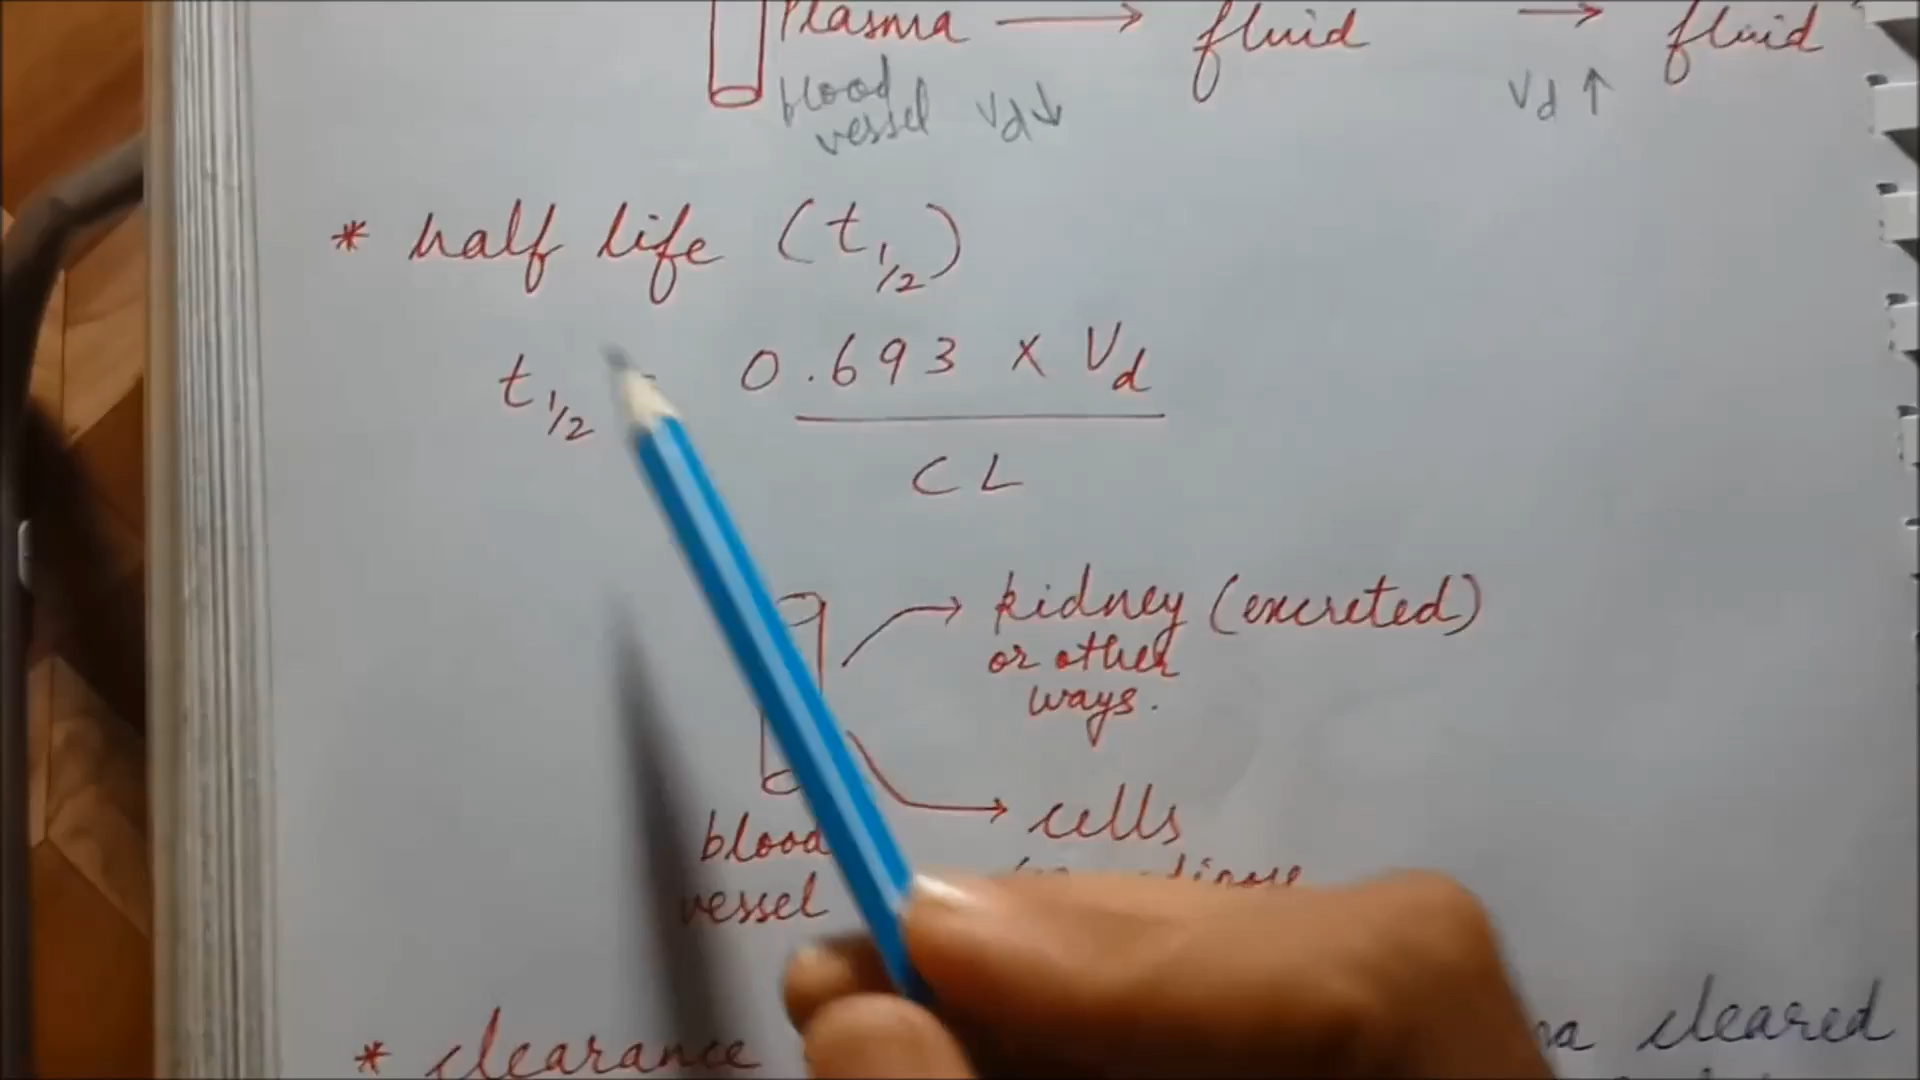 Plasma → fluid → fluid
blood vessel Vd↓ Vd↑
* half life (t1/2)
t1/2 = 0.693 x Vd
CL
kidney (excreted)
or other
ways.
cells
blood
vessel
* clearance cleared